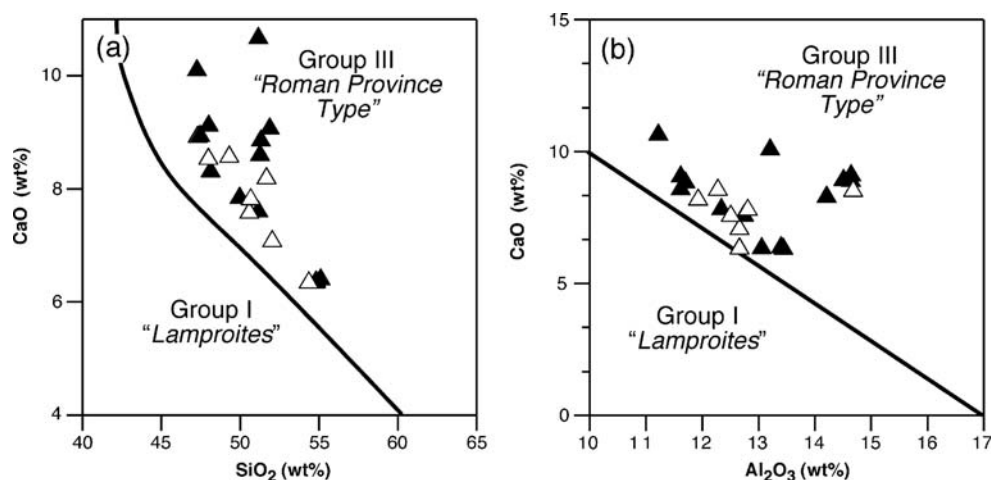 (a)
Group III
"Roman Province
Type"
Group I
"Lamproites"
CaO (wt%)
10
8
6
4
40 45 50 55 60 65
SiO₂ (wt%)
(b)
Group III
"Roman Province
Type"
Group I
"Lamproites"
CaO (wt%)
15
10
5
0
10 11 12 13 14 15 16 17
Al₂O₃ (wt%)